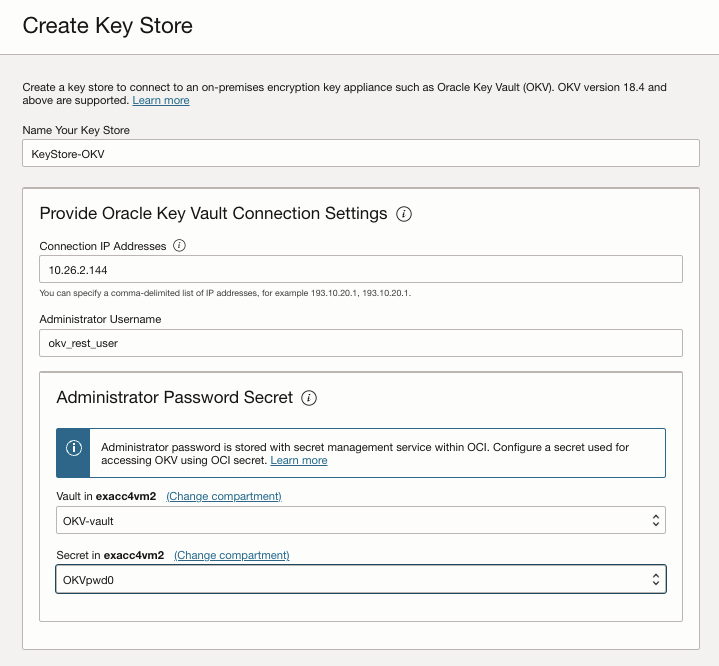 Create Key Store
Create a key store to connect to an on-premises encryption key appliance such as Oracle Key Vault (OKV). OKV version 18.4 and
above are supported. Learn more
Name Your Key Store
KeyStore-OKV
Provide Oracle Key Vault Connection Settings
Connection IP Addresses
10.26.2.144
You can specify a comma-delimited list of IP addresses, for example 193.10.20.1, 193.10.20.1.
Administrator Username
okv_rest_user
Administrator Password Secret
Administrator password is stored with secret management service within OCI. Configure a secret used for
accessing OKV using OCI secret. Learn more
Vault in exacc4vm2 (Change compartment)
OKV-vault
Secret in exacc4vm2 (Change compartment)
OKVpwd0